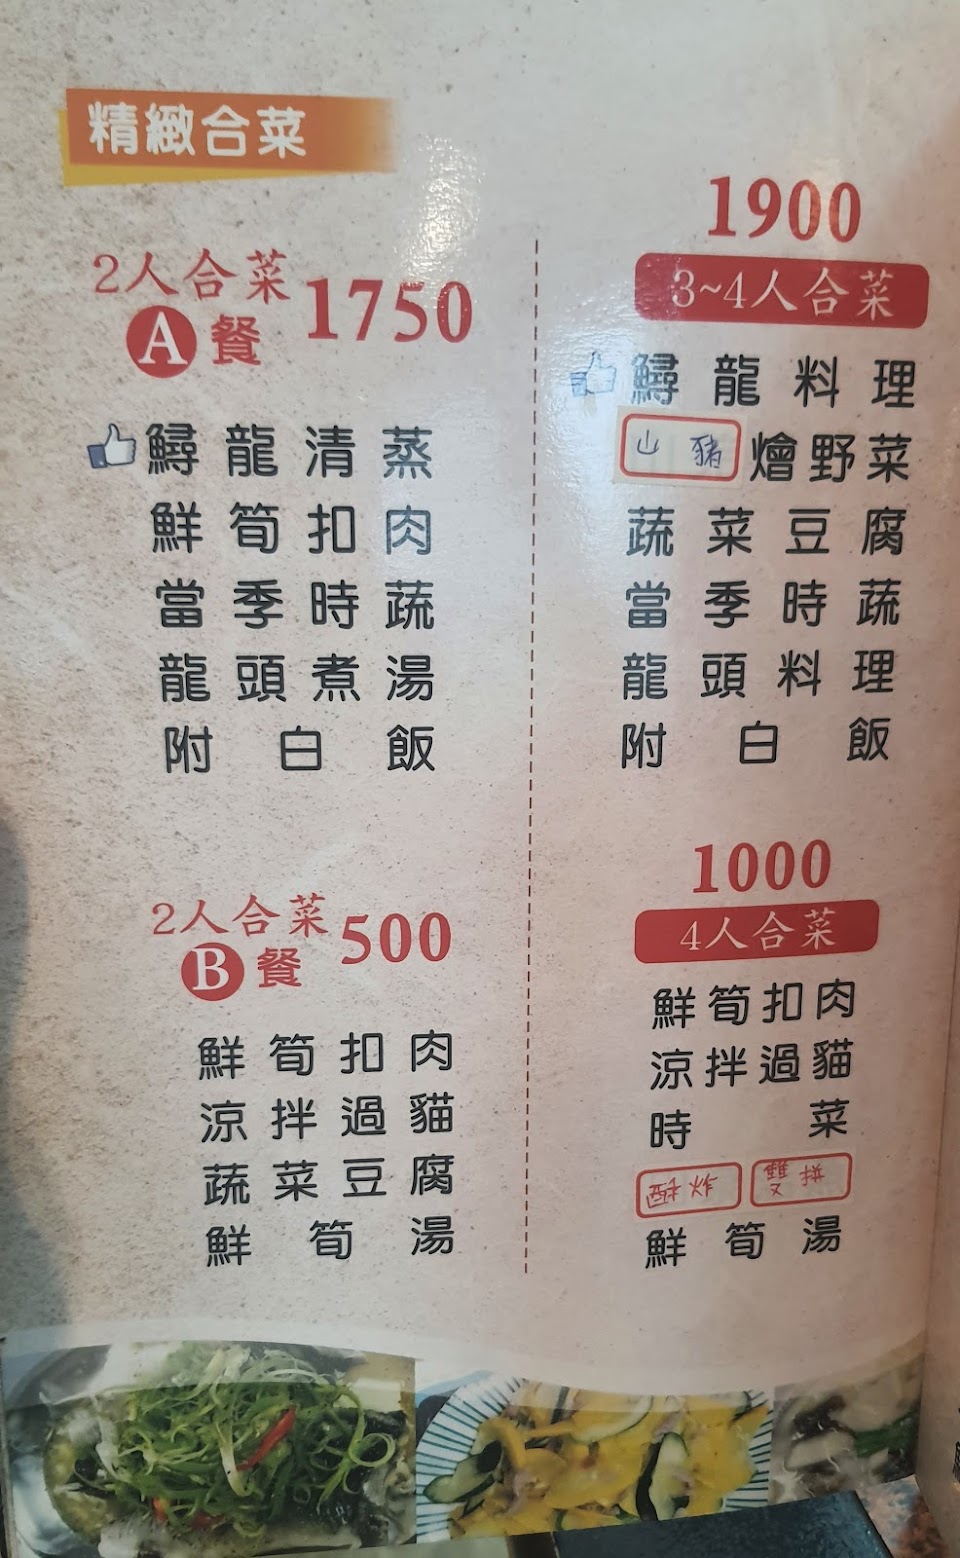 精緻合菜
2人合菜
A餐 1750
鱘龍清蒸
鮮筍扣肉
當季時蔬
龍頭煮湯
附白飯
2人合菜
B餐 500
鮮筍扣肉
涼拌過貓
蔬菜豆腐
鮮筍湯
1900
3~4人合菜
鱘龍料理
山豬燴野菜
蔬菜豆腐
當季時蔬
龍頭料理
附白飯
1000
4人合菜
鮮筍扣肉
涼拌過貓
時菜
酥炸 雙拼
鮮筍湯